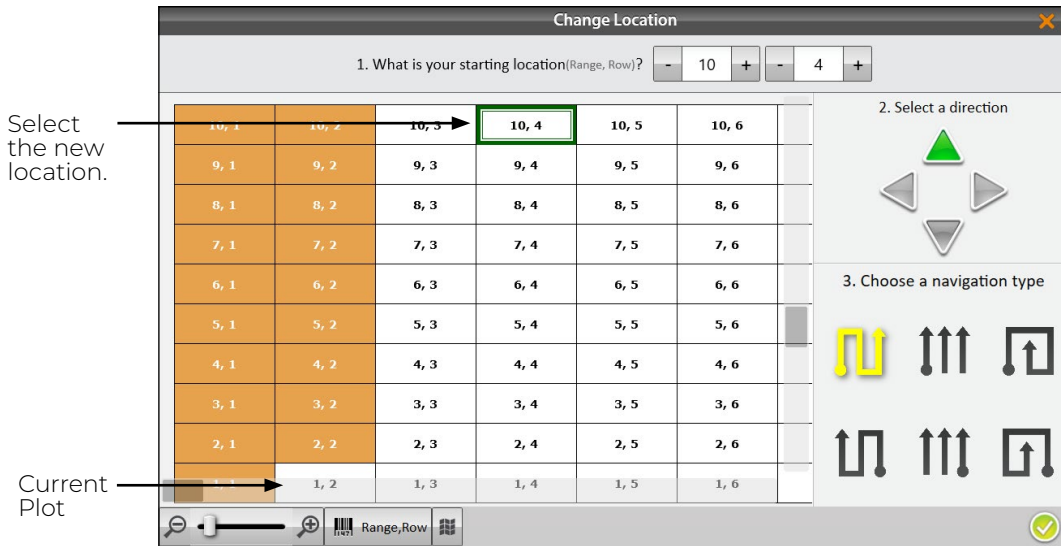 Change Location
1. What is your starting location(Range, Row)? - 10 + - 4 +
Select
the new
location.
10, 1 10, 2 10, 3 10, 4 10, 5 10, 6
9, 1 9, 2 9, 3 9, 4 9, 5 9, 6
8, 1 8, 2 8, 3 8, 4 8, 5 8, 6
7, 1 7, 2 7, 3 7, 4 7, 5 7, 6
6, 1 6, 2 6, 3 6, 4 6, 5 6, 6
5, 1 5, 2 5, 3 5, 4 5, 5 5, 6
4, 1 4, 2 4, 3 4, 4 4, 5 4, 6
3, 1 3, 2 3, 3 3, 4 3, 5 3, 6
2, 1 2, 2 2, 3 2, 4 2, 5 2, 6
1, 1 1, 2 1, 3 1, 4 1, 5 1, 6
Current
Plot
2. Select a direction
3. Choose a navigation type
Range,Row